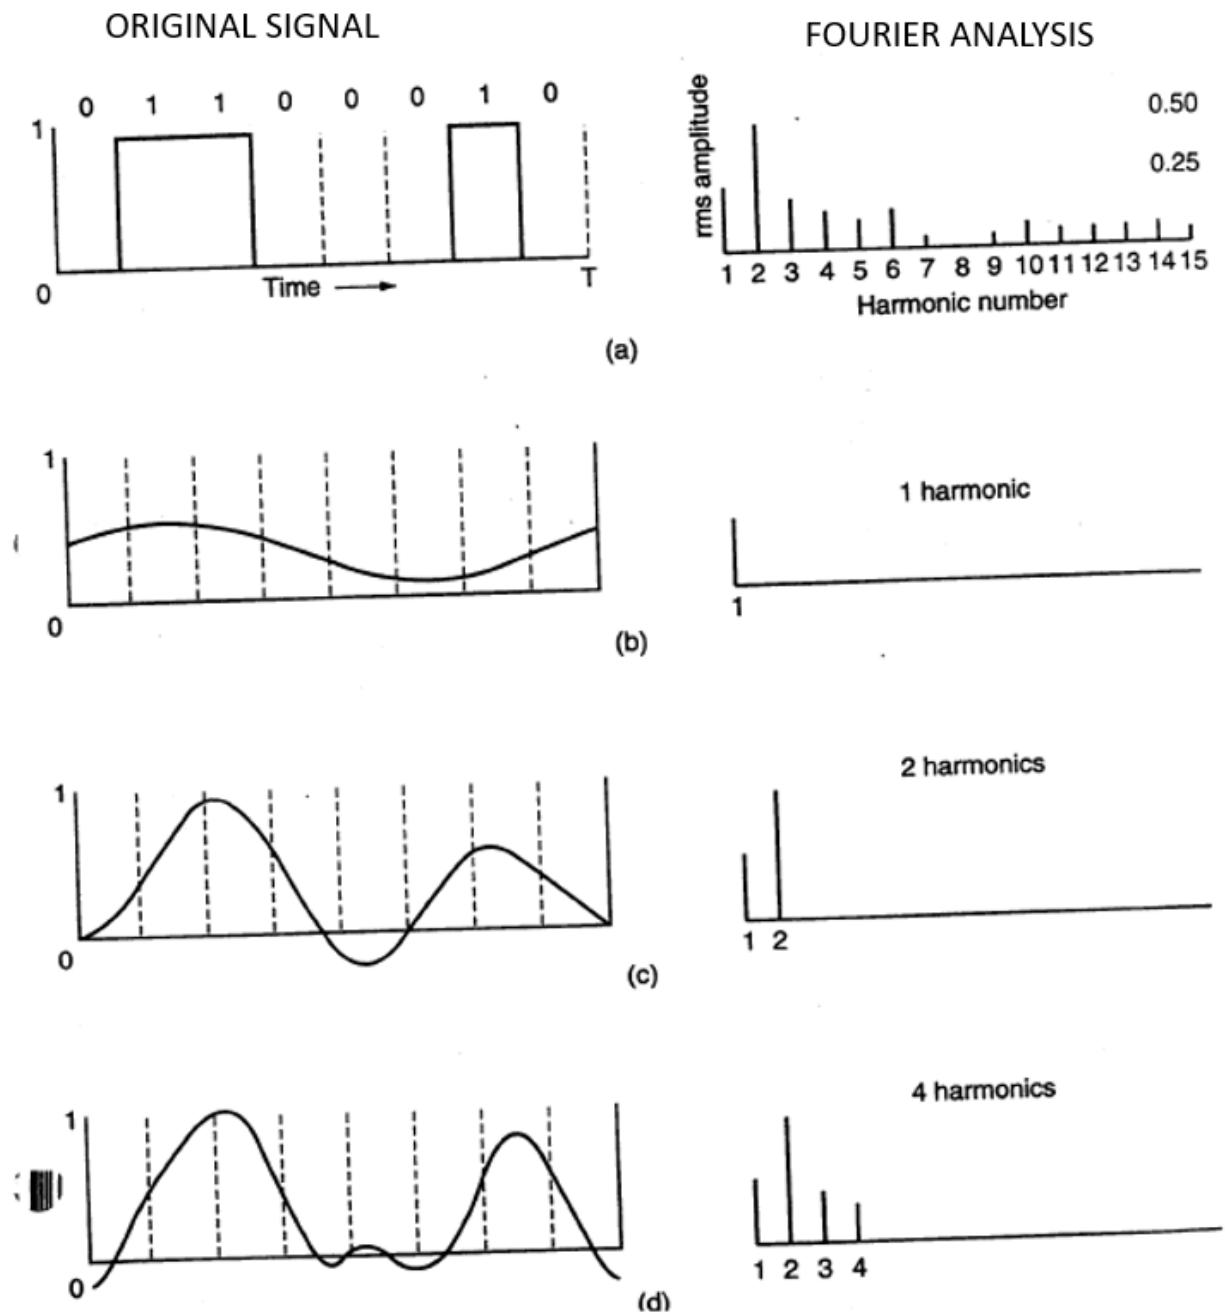 ORIGINAL SIGNAL
FOURIER ANALYSIS
0 1 1 0 0 0 1 0
1
0
Time
T
rms amplitude
0.50
0.25
1 2 3 4 5 6 7 8 9 10 11 12 13 14 15
Harmonic number
(a)
1
0
1 harmonic
1
(b)
1
0
2 harmonics
1 2
(c)
1
0
4 harmonics
1 2 3 4
(d)